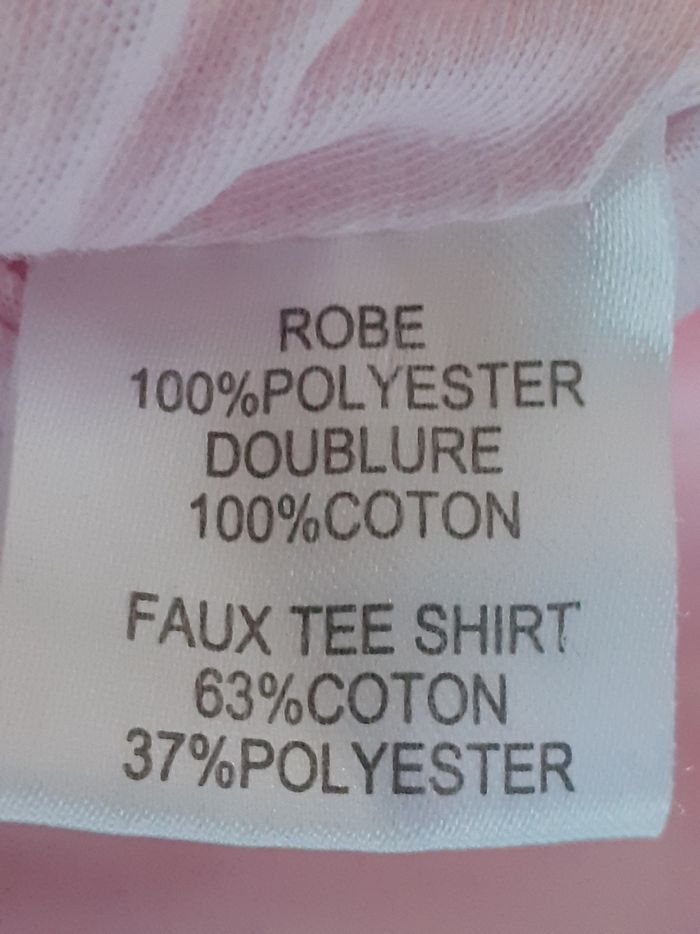 ROBE
100%POLYESTER
DOUBLURE
100%COTON
FAUX TEE SHIRT
63%COTON
37%POLYESTER